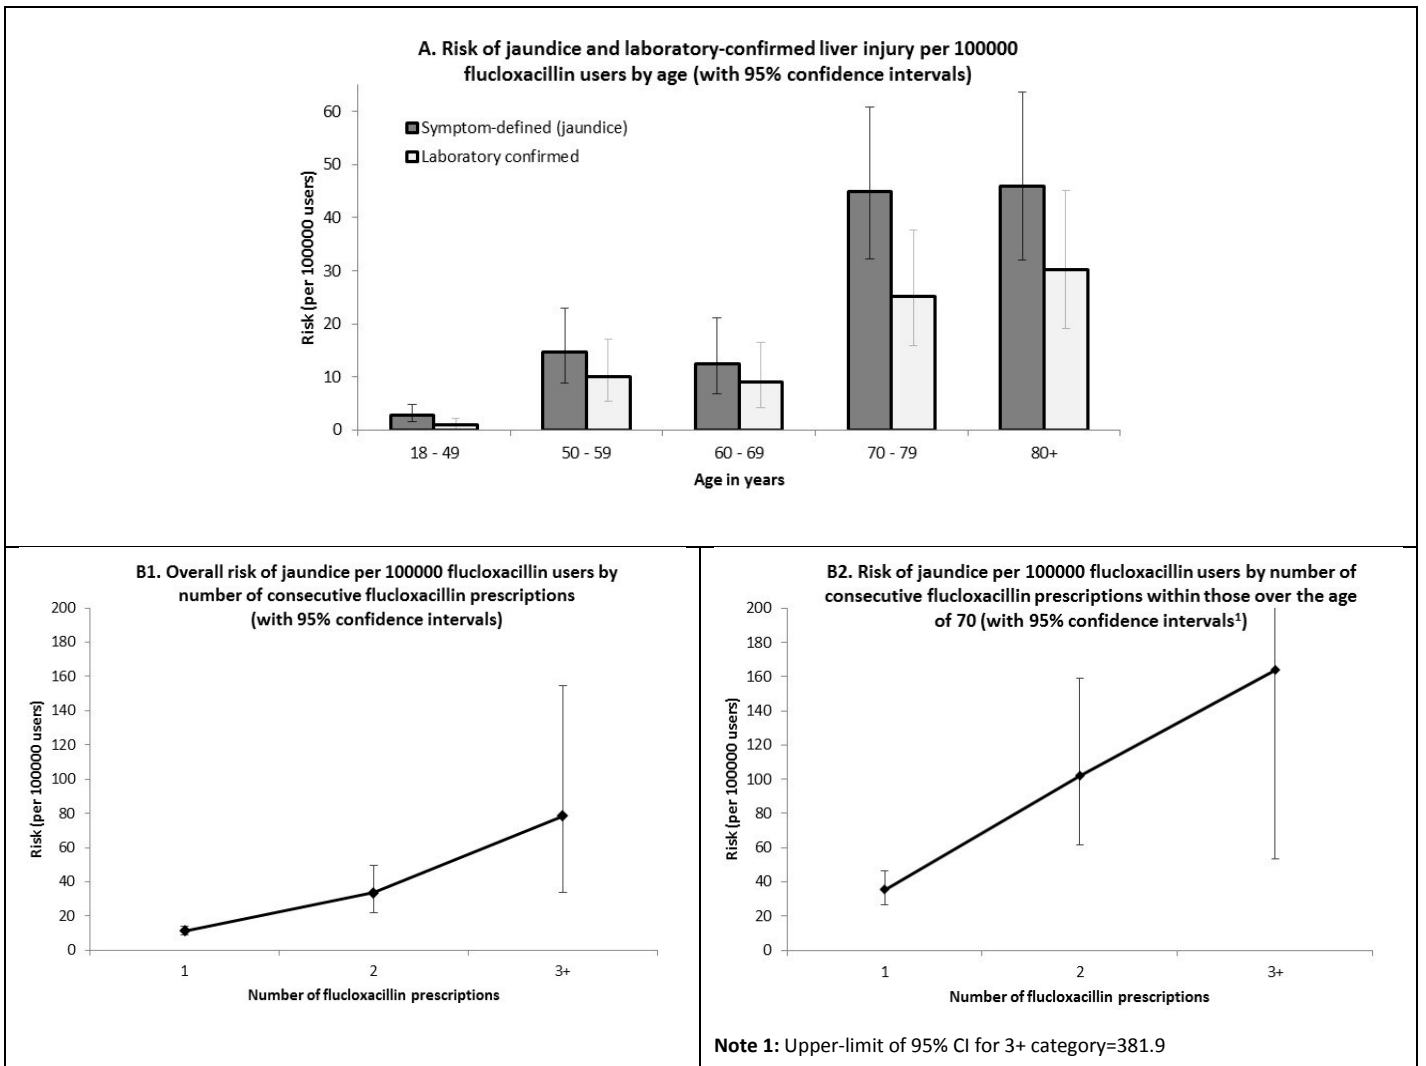 A. Risk of jaundice and laboratory-confirmed liver injury per 100000
flucloxacillin users by age (with 95% confidence intervals)
Symptom-defined (jaundice)
Laboratory confirmed
Risk (per 100000 users)
60
50
40
30
20
10
0
18 - 49
50 - 59
60 - 69
70 - 79
80+
Age in years
B1. Overall risk of jaundice per 100000 flucloxacillin users by
number of consecutive flucloxacillin prescriptions
(with 95% confidence intervals)
Risk (per 100000 users)
200
180
160
140
120
100
80
60
40
20
0
1
2
3+
Number of flucloxacillin prescriptions
B2. Risk of jaundice per 100000 flucloxacillin users by number of
consecutive flucloxacillin prescriptions within those over the age
of 70 (with 95% confidence intervals¹)
Risk (per 100000 users)
200
180
160
140
120
100
80
60
40
20
0
1
2
3+
Number of flucloxacillin prescriptions
Note 1: Upper-limit of 95% CI for 3+ category=381.9